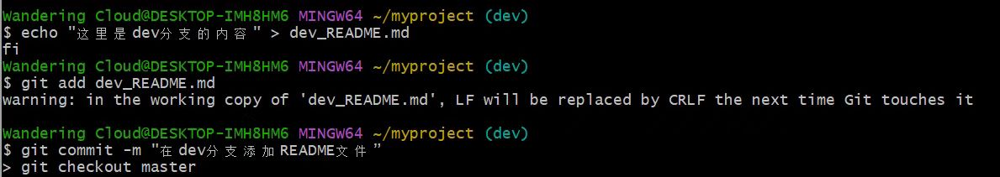 Wandering Cloud@DESKTOP-IMH8HM6 MINGW64 ~/myproject (dev)
$ echo "这里是dev分支的内容" > dev_README.md
fi
Wandering Cloud@DESKTOP-IMH8HM6 MINGW64 ~/myproject (dev)
$ git add dev_README.md
warning: in the working copy of 'dev_README.md', LF will be replaced by CRLF the next time Git touches it
Wandering Cloud@DESKTOP-IMH8HM6 MINGW64 ~/myproject (dev)
$ git commit -m "在dev分支添加README文件”
> git checkout master